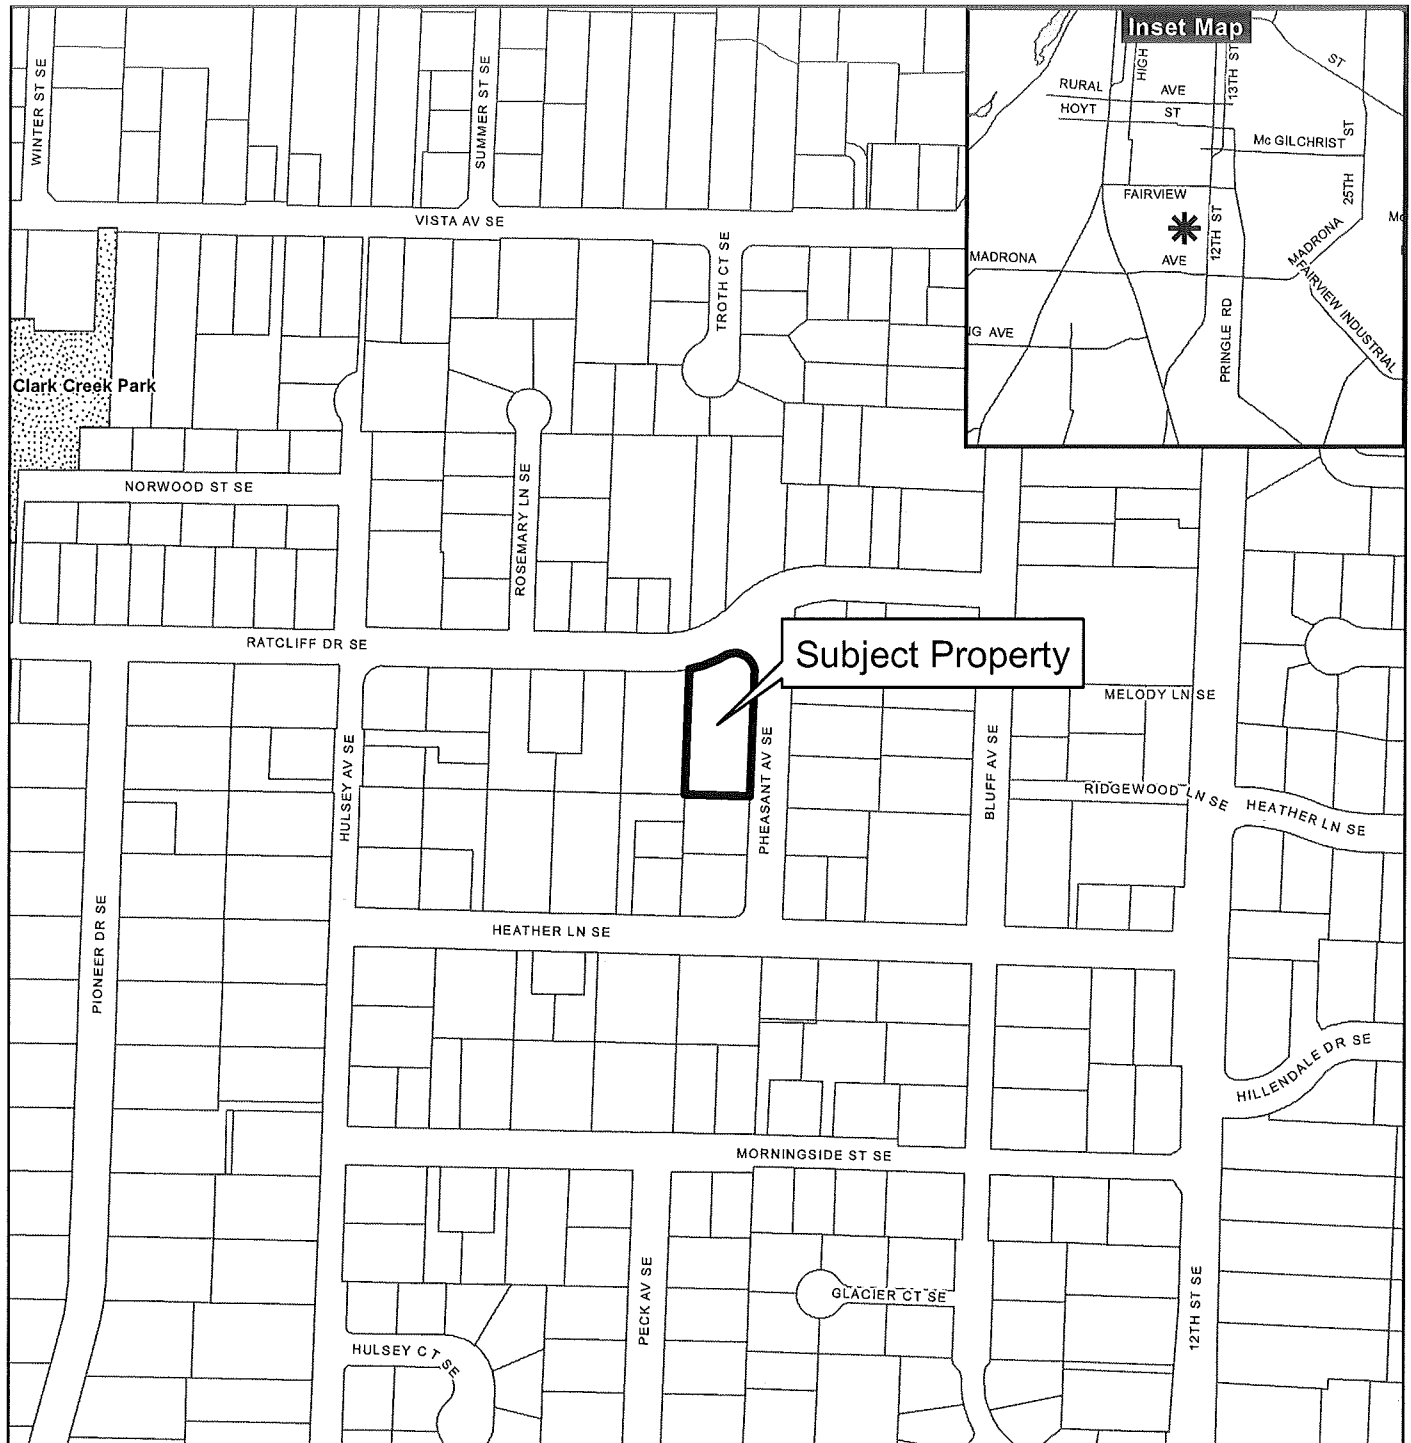 Inset Map
HIGH
13TH ST
ST
RURAL AVE
HOYT ST
Mc GILCHRIST
ST
25TH
FAIRVIEW
12TH ST
MADRONA AVE
MADRONA
FAIRVIEW INDUSTRIAL
PRINGLE RD
NG AVE
WINTER ST SE
SUMMER ST SE
VISTA AV SE
TROTH CT SE
Clark Creek Park
NORWOOD ST SE
ROSEMARY LN SE
RATCLIFF DR SE
Subject Property
MELODY LN SE
HULSEY AV SE
PHEASANT AV SE
BLUFF AV SE
RIDGEWOOD LN SE
HEATHER LN SE
PIONEER DR SE
HEATHER LN SE
HILLENDALE DR SE
MORNINGSIDE ST SE
PECK AV SE
GLACIER CT SE
12TH ST SE
HULSEY CT SE